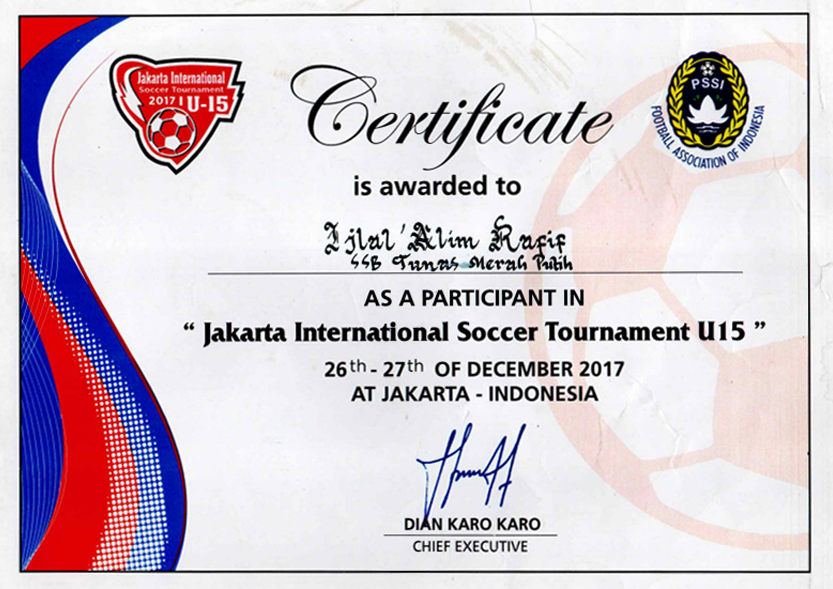 Jakarta International
Soccer Tournament
2017 | U-15
Certificate
PSSI
FOOTBALL ASSOCIATION OF INDONESIA
is awarded to
Ijlal 'Alim Rafif
SSB Tunas Merah Putih
AS A PARTICIPANT IN
“ Jakarta International Soccer Tournament U15 ”
26th - 27th OF DECEMBER 2017
AT JAKARTA - INDONESIA
DIAN KARO KARO
CHIEF EXECUTIVE